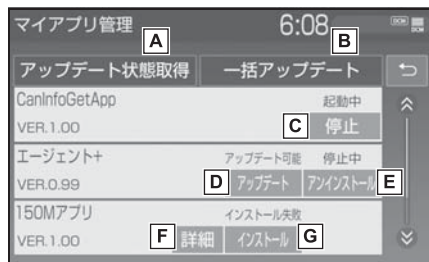 マイアプリ管理 6:08 DCM
A B
アップデート状態取得 一括アップデート
CanInfoGetApp 起動中
VER.1.00 C 停止
エージェント+ アップデート可能 停止中
VER.0.99 D アップデート アンインストール E
150Mアプリ インストール失敗
VER.1.00 F 詳細 インストール G